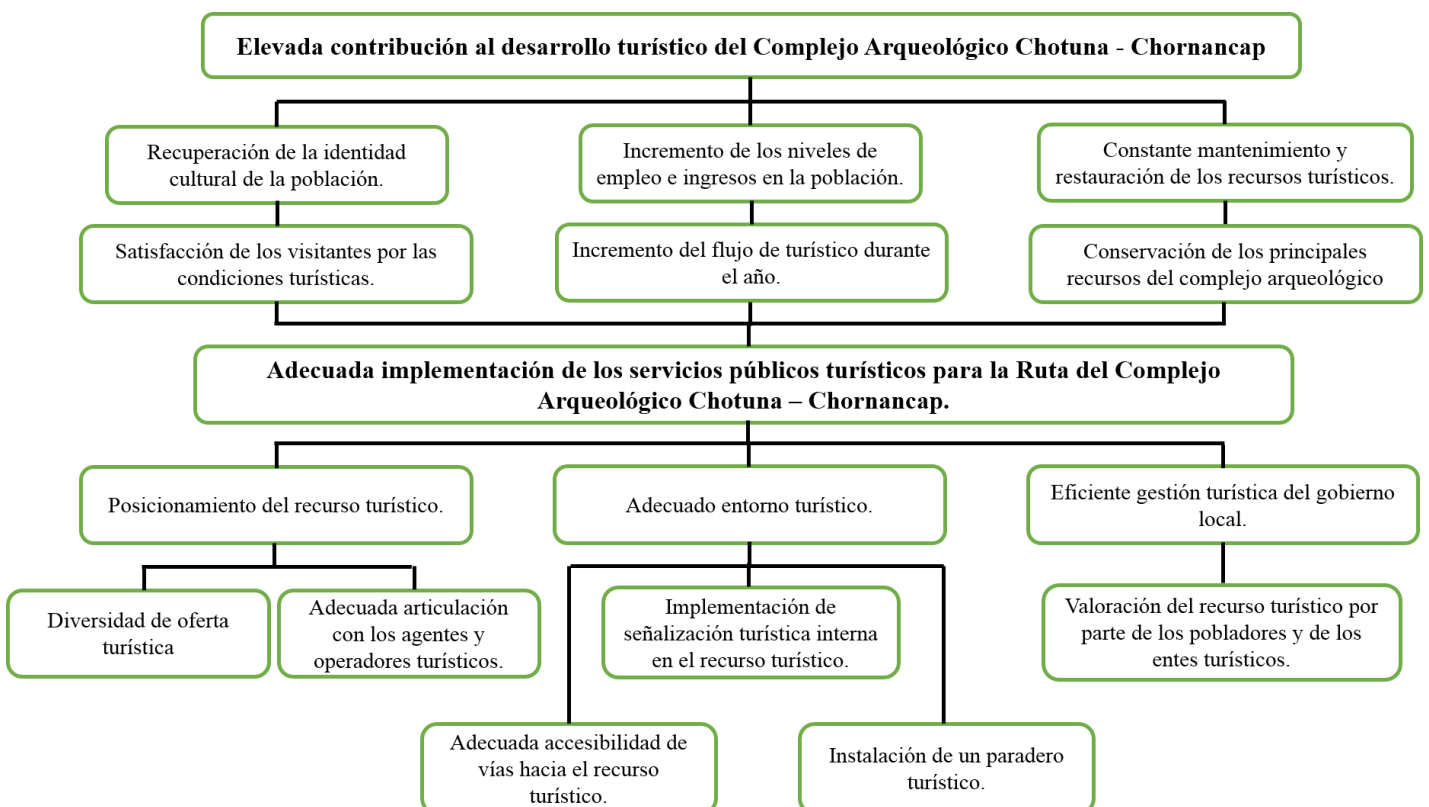 Elevada contribución al desarrollo turístico del Complejo Arqueológico Chotuna - Chornancap
Recuperación de la identidad
cultural de la población.
Incremento de los niveles de
empleo e ingresos en la población.
Constante mantenimiento y
restauración de los recursos turísticos.
Satisfacción de los visitantes por las
condiciones turísticas.
Incremento del flujo de turístico durante
el año.
Conservación de los principales
recursos del complejo arqueológico
Adecuada implementación de los servicios públicos turísticos para la Ruta del Complejo
Arqueológico Chotuna – Chornancap.
Posicionamiento del recurso turístico.
Adecuado entorno turístico.
Eficiente gestión turística del gobierno
local.
Diversidad de oferta
turística
Adecuada articulación
con los agentes y
operadores turísticos.
Implementación de
señalización turística interna
en el recurso turístico.
Valoración del recurso turístico por
parte de los pobladores y de los
entes turísticos.
Adecuada accesibilidad de
vías hacia el recurso
turístico.
Instalación de un paradero
turístico.